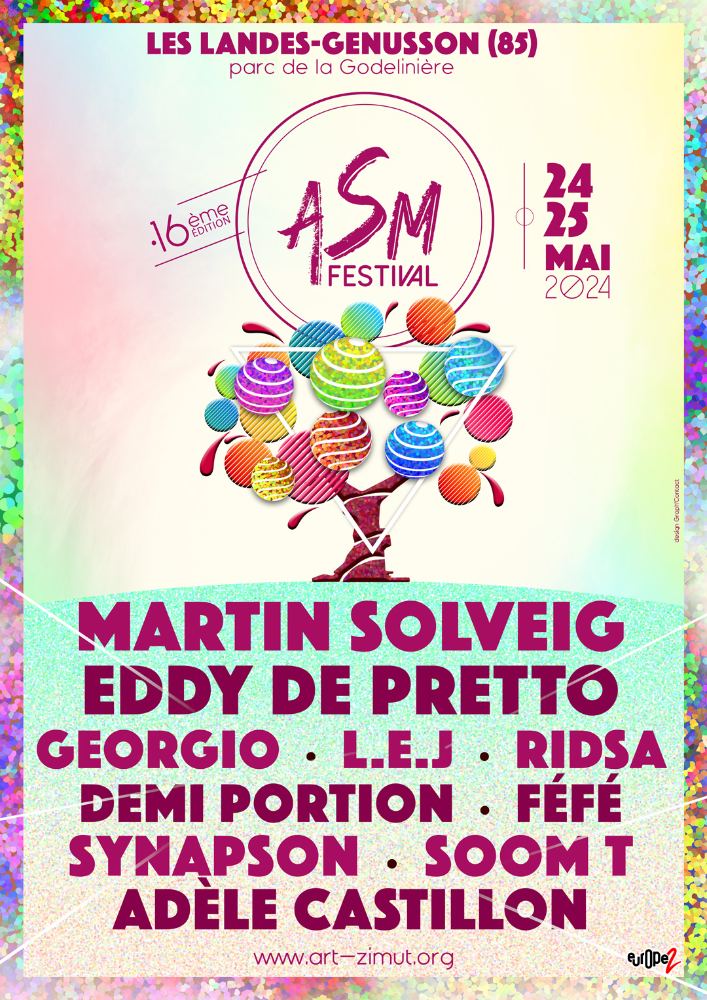 LES LANDES-GENUSSON (85)
parc de la Godelinière
ASM
FESTIVAL
·16ème
ÉDITION
24
25
MAI
2024
design Graph'Contact
MARTIN SOLVEIG
EDDY DE PRETTO
GEORGIO • L.E.J • RIDSA
DEMI PORTION • FÉFÉ
SYNAPSON • SOOM T
ADÈLE CASTILLON
www.art-zimut.org
europe2